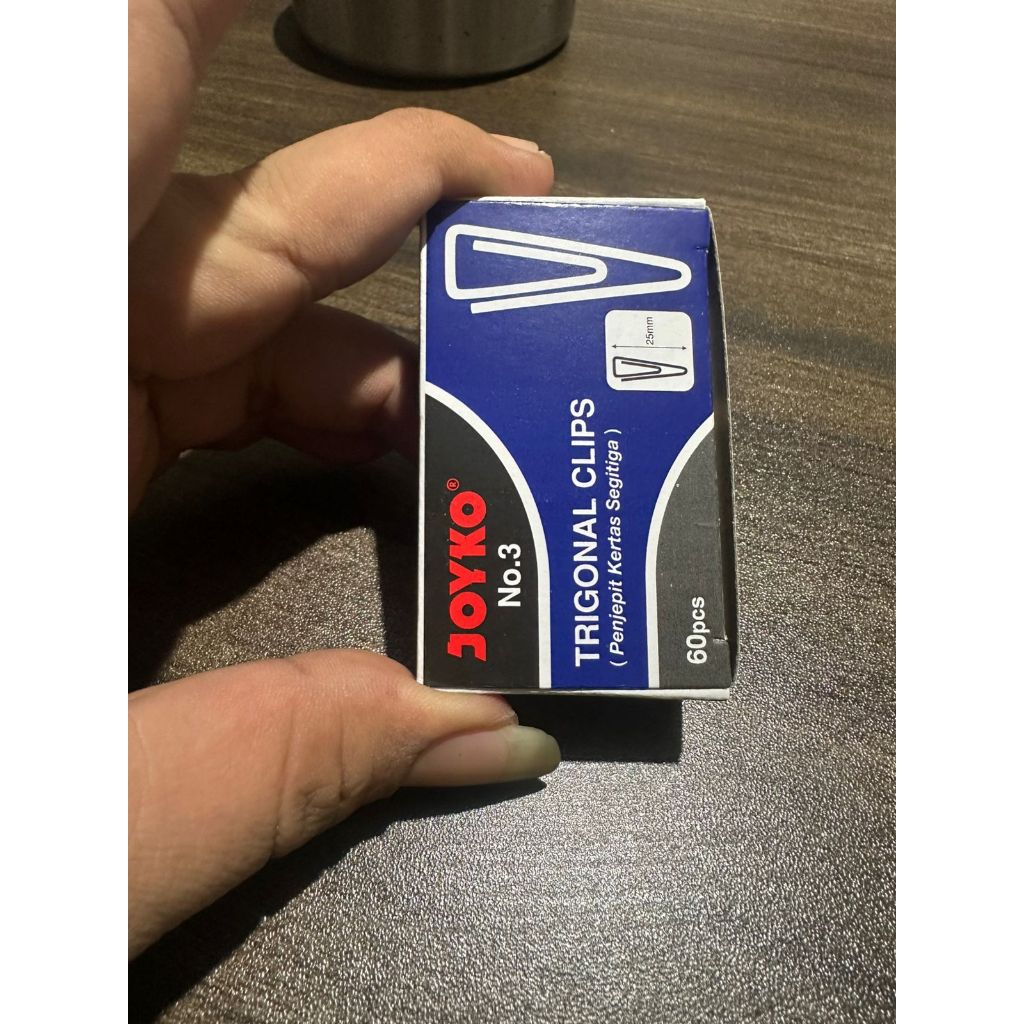 JOYKO®
No.3
TRIGONAL CLIPS
( Penjepit Kertas Segitiga )
60pcs
25mm